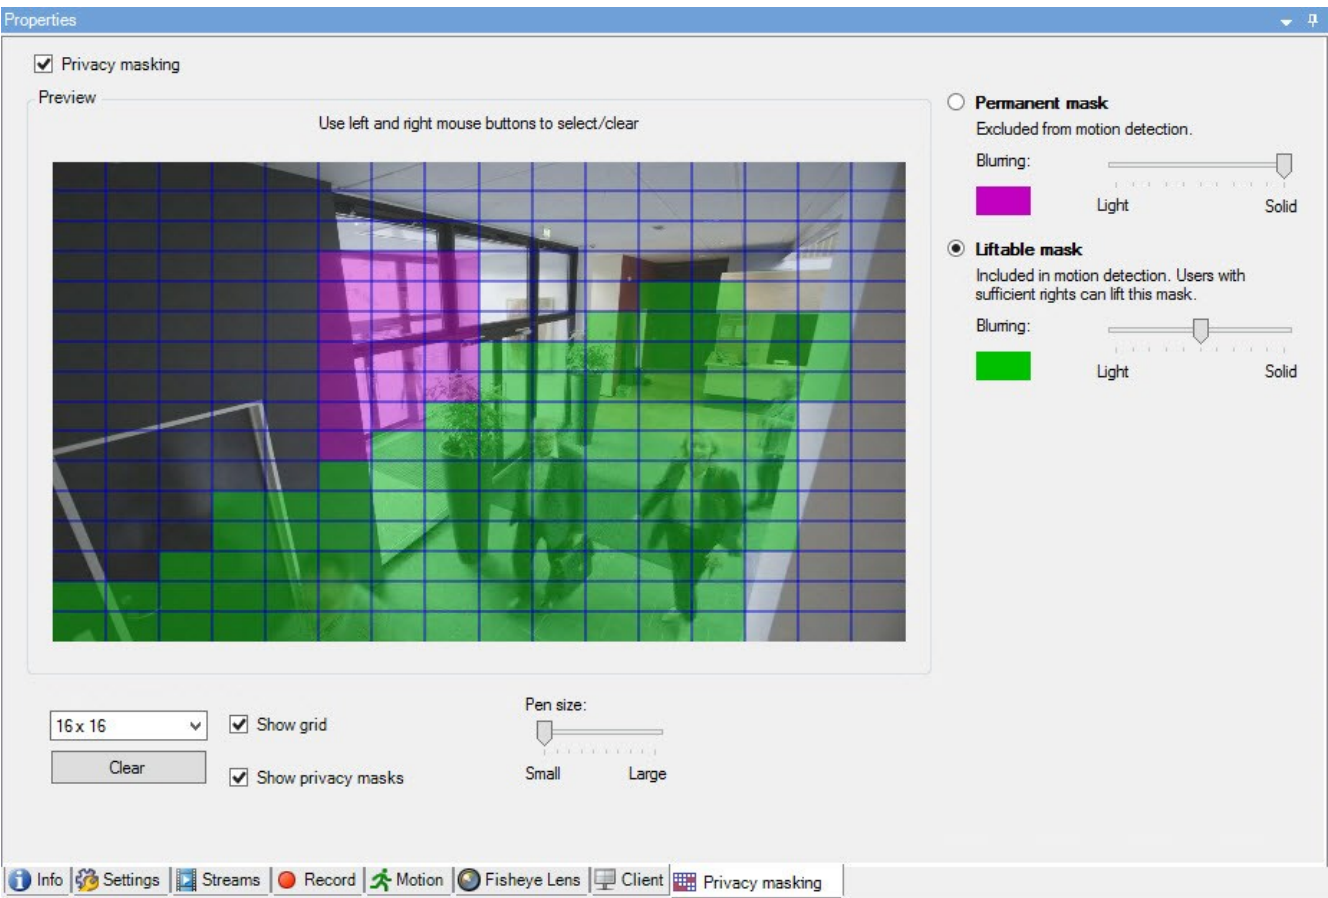 Properties
Privacy masking
Preview
Use left and right mouse buttons to select/clear
Permanent mask
Excluded from motion detection.
Blurring:
Light Solid
Liftable mask
Included in motion detection. Users with
sufficient rights can lift this mask.
Blurring:
Light Solid
16 x 16
Show grid
Pen size:
Clear
Show privacy masks
Small Large
Info Settings Streams Record Motion Fisheye Lens Client Privacy masking